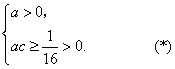 a > 0,
ac ≥ 1/16 > 0. (*)